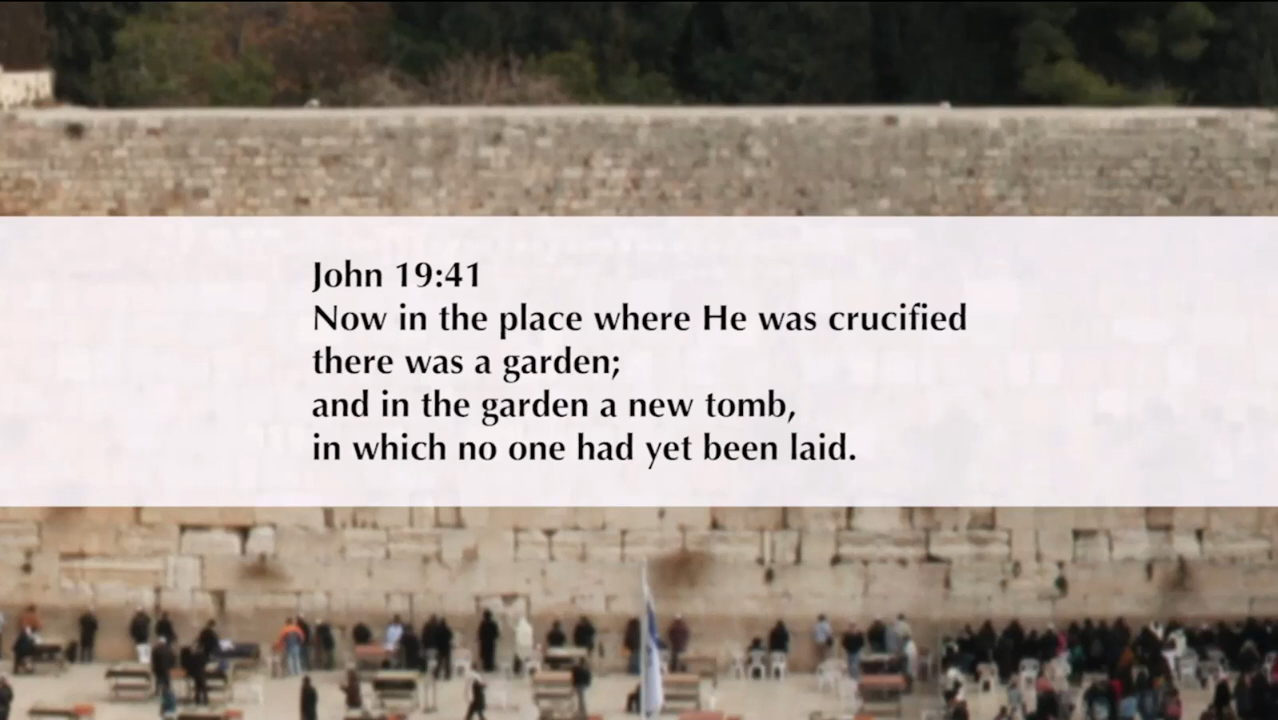 John 19:41
Now in the place where He was crucified
there was a garden;
and in the garden a new tomb,
in which no one had yet been laid.